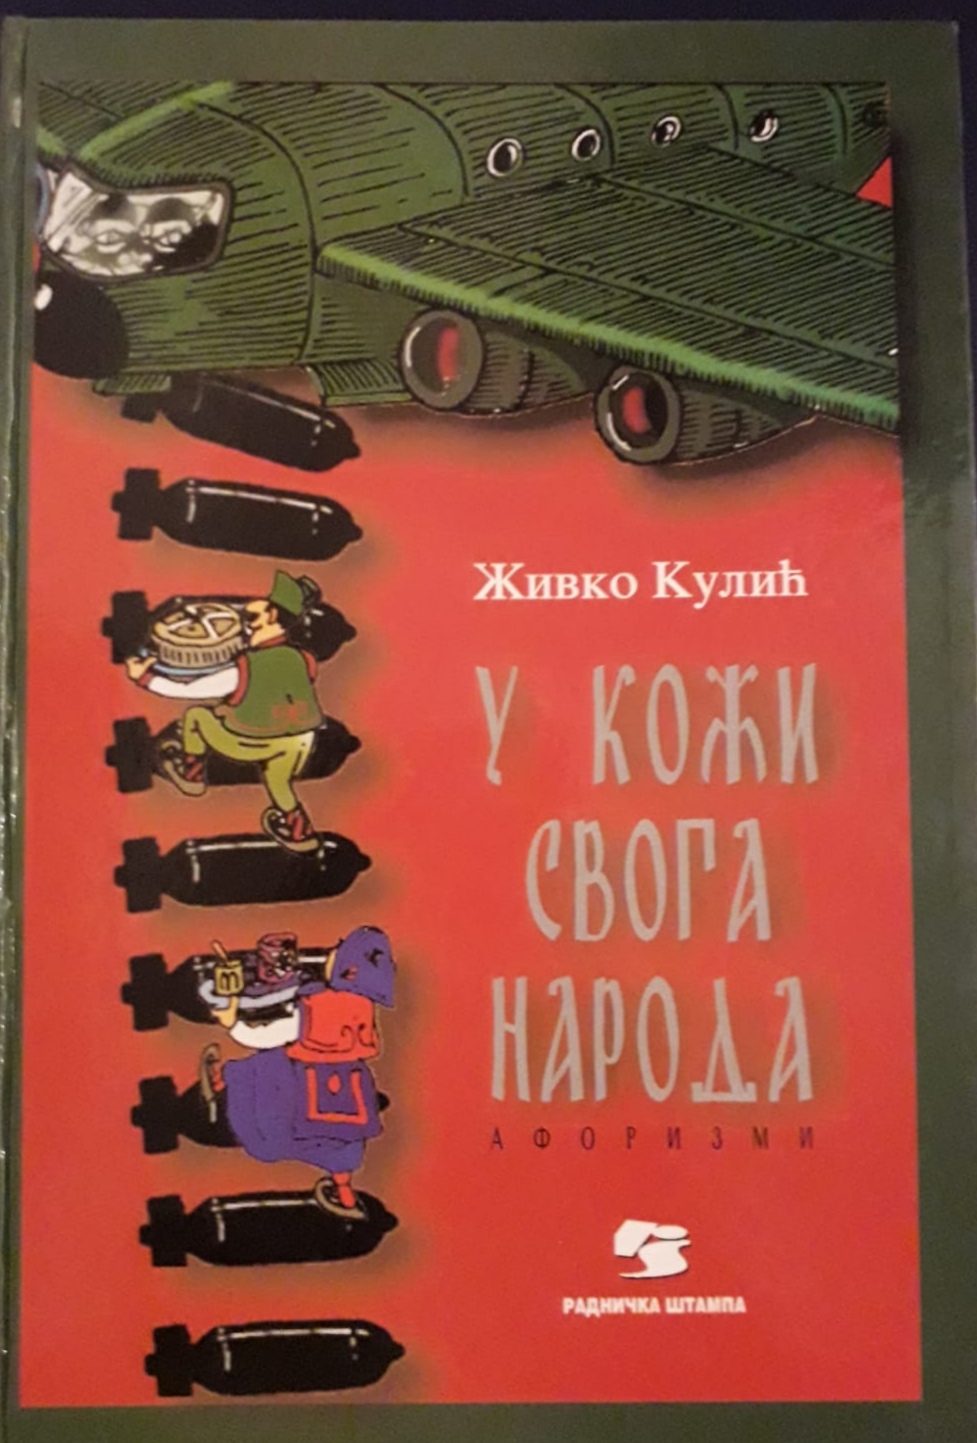 Живко Кулић
У КОЖИ
СВОГА
НАРОДА
АФОРИЗМИ
РАДНИЧКА ШТАМПА